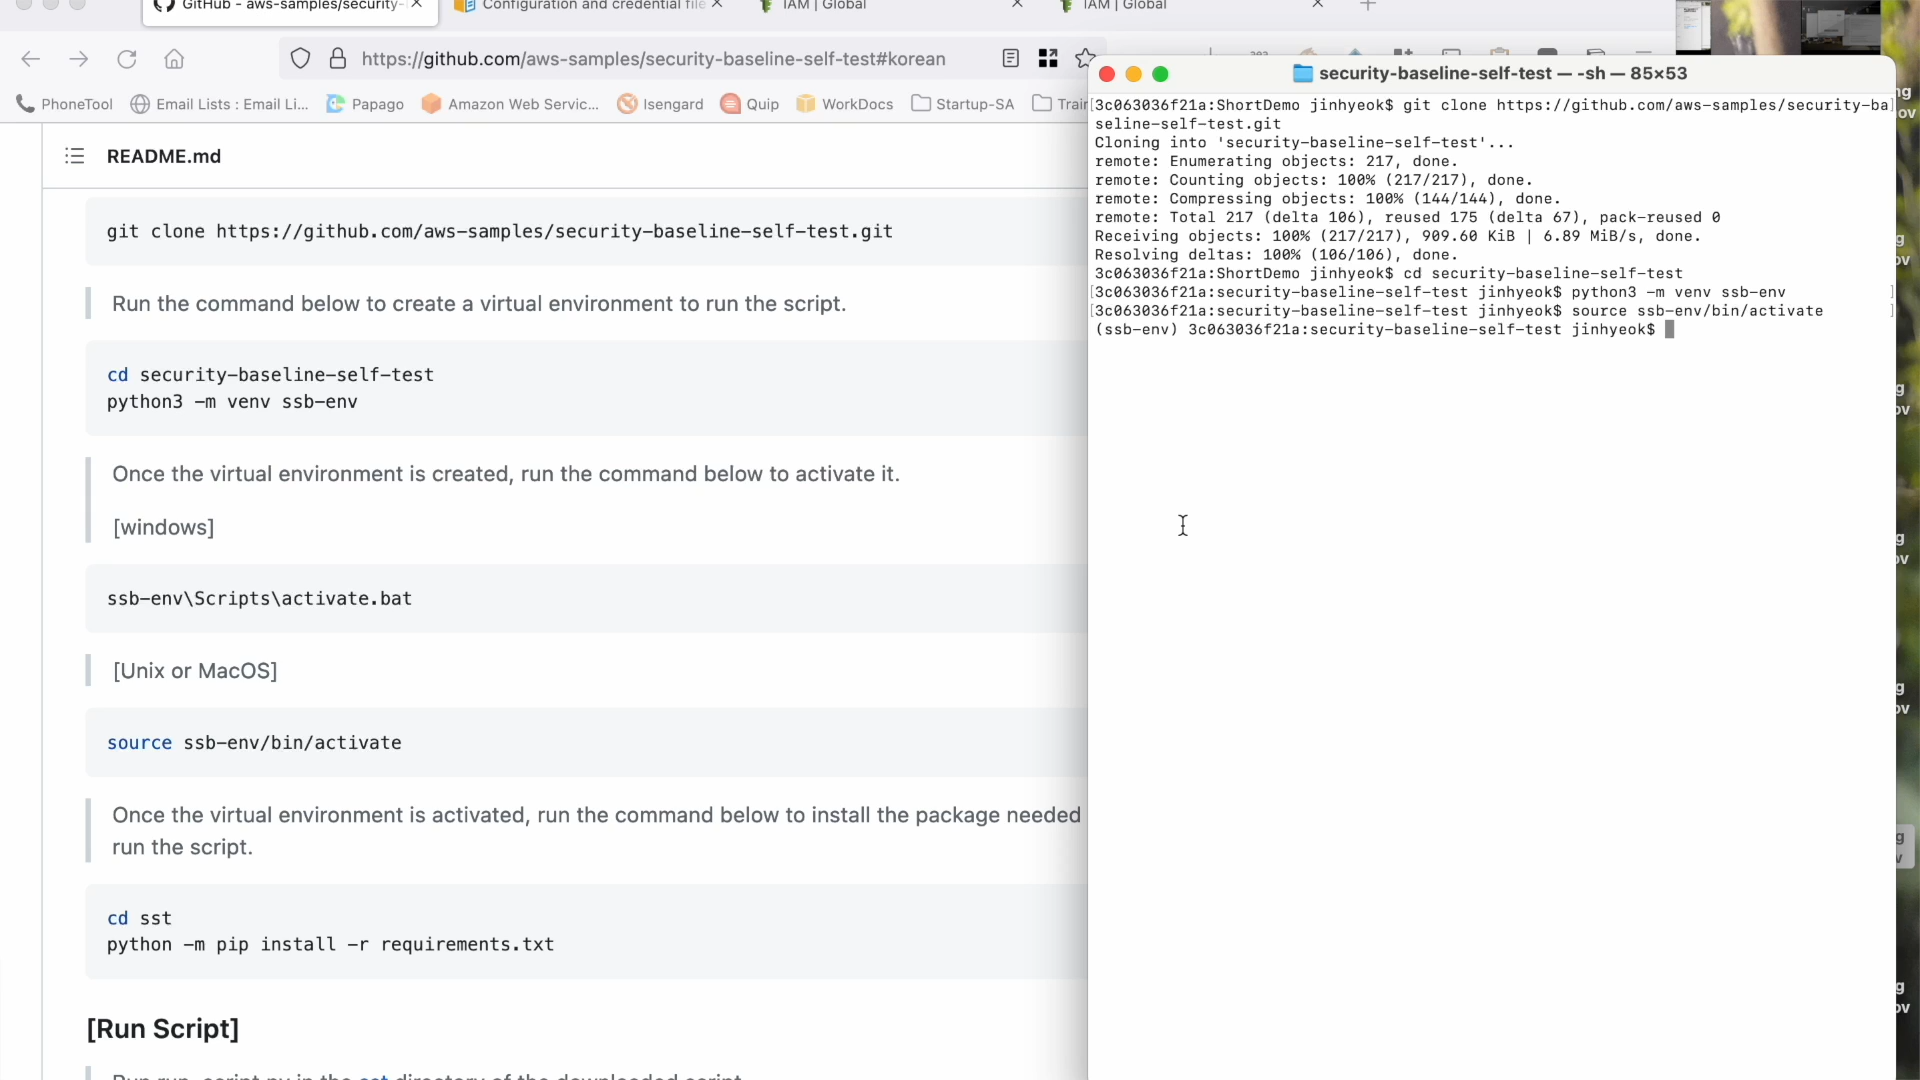 GitHub - aws-samples/security-
Configuration and credential file
IAM | Global
IAM | Global
https://github.com/aws-samples/security-baseline-self-test#korean
PhoneTool
Email Lists : Email Li...
Papago
Amazon Web Servic...
Isengard
Quip
WorkDocs
Startup-SA
README.md
git clone https://github.com/aws-samples/security-baseline-self-test.git
Run the command below to create a virtual environment to run the script.
cd security-baseline-self-test
python3 -m venv ssb-env
Once the virtual environment is created, run the command below to activate it.
[windows]
ssb-env\Scripts\activate.bat
[Unix or MacOS]
source ssb-env/bin/activate
Once the virtual environment is activated, run the command below to install the package needed
run the script.
cd sst
python -m pip install -r requirements.txt
[Run Script]
Run run_script.py in the sst directory of the downloaded script
security-baseline-self-test — -sh — 85×53
[3c063036f21a:ShortDemo jinhyeok$ git clone https://github.com/aws-samples/security-ba]
seline-self-test.git
Cloning into 'security-baseline-self-test'...
remote: Enumerating objects: 217, done.
remote: Counting objects: 100% (217/217), done.
remote: Compressing objects: 100% (144/144), done.
remote: Total 217 (delta 106), reused 175 (delta 67), pack-reused 0
Receiving objects: 100% (217/217), 909.60 KiB | 6.89 MiB/s, done.
Resolving deltas: 100% (106/106), done.
3c063036f21a:ShortDemo jinhyeok$ cd security-baseline-self-test
[3c063036f21a:security-baseline-self-test jinhyeok$ python3 -m venv ssb-env ]
[3c063036f21a:security-baseline-self-test jinhyeok$ source ssb-env/bin/activate ]
(ssb-env) 3c063036f21a:security-baseline-self-test jinhyeok$